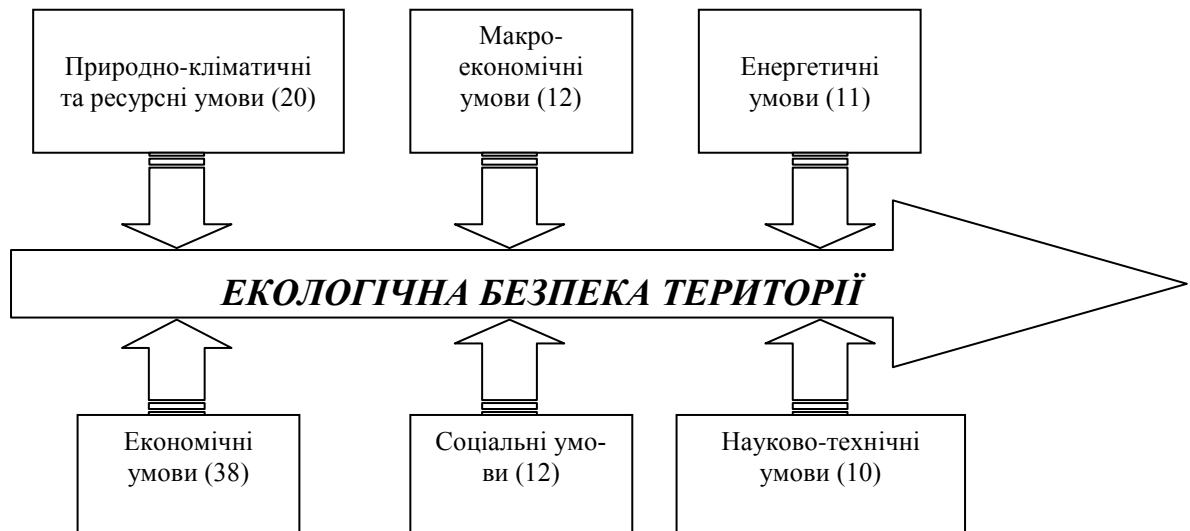 Природно-кліматичні
та ресурсні умови (20)
Макро-
економічні
умови (12)
Енергетичні
умови (11)
ЕКОЛОГІЧНА БЕЗПЕКА ТЕРИТОРІЇ
Економічні
умови (38)
Соціальні умо-
ви (12)
Науково-технічні
умови (10)